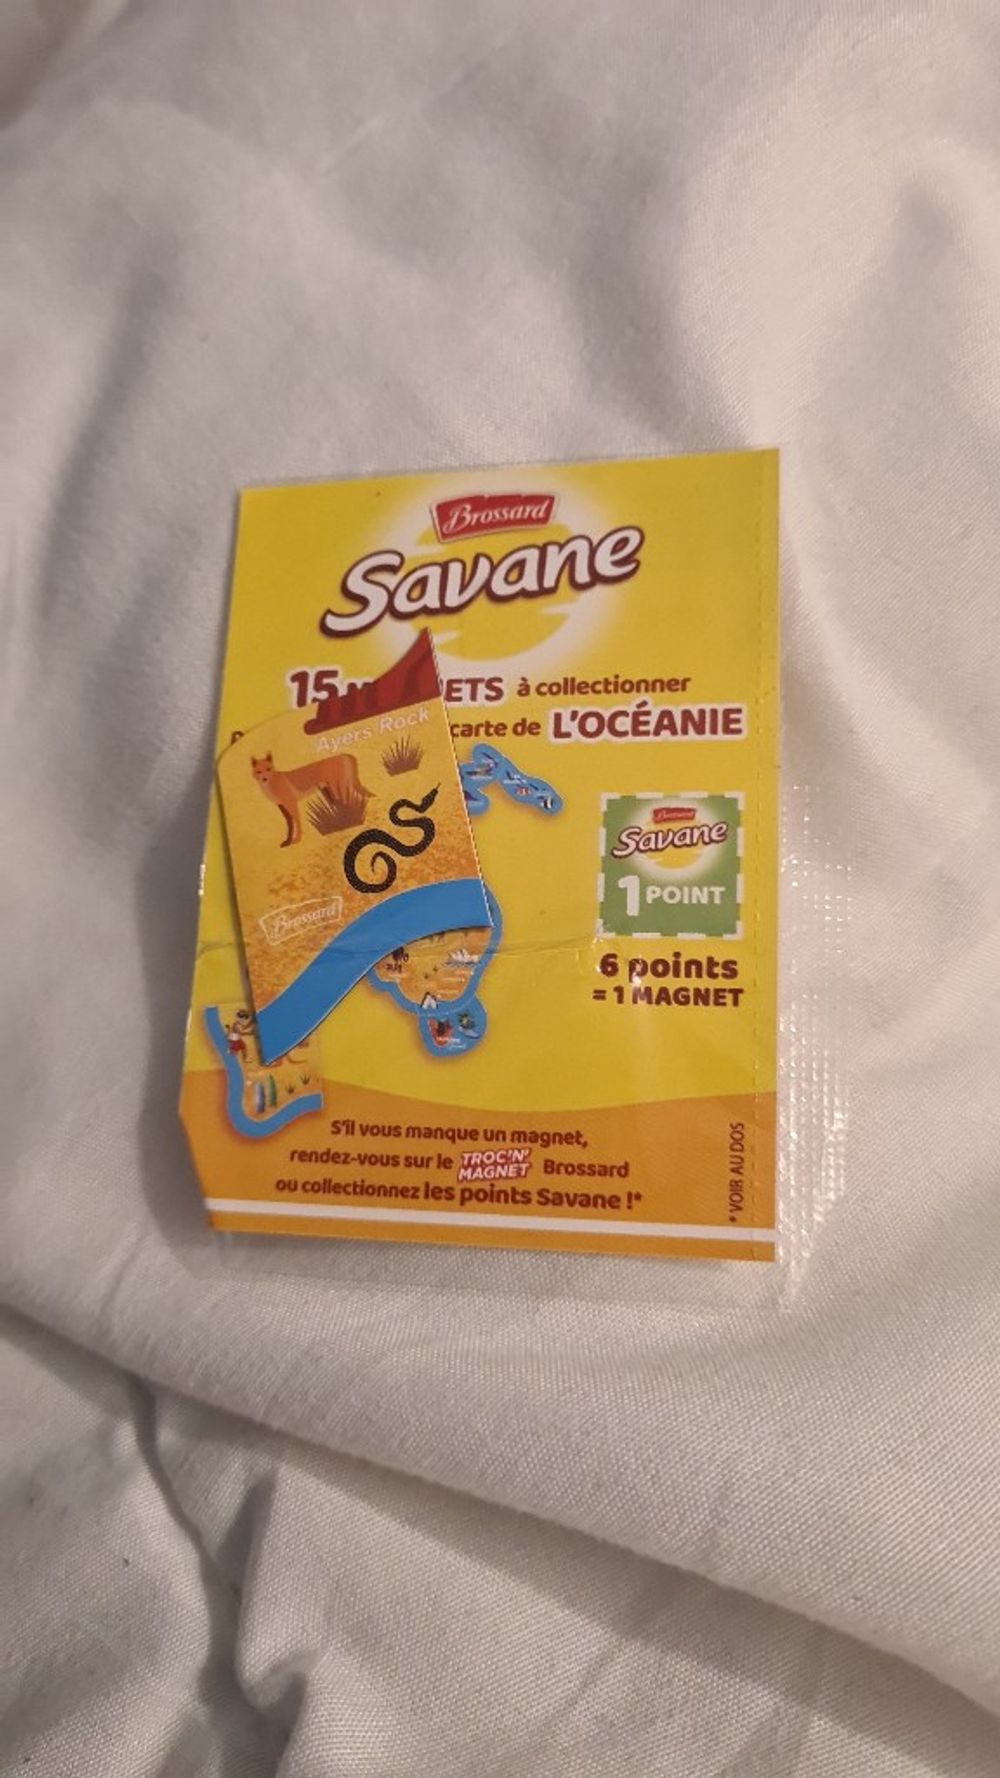 Brossard
Savane
15 ETS à collectionner
carte de L'OCÉANIE
Ayers Rock
Brossard
Brossard
Savane
1 POINT
6 points
= 1 MAGNET
S'il vous manque un magnet,
rendez-vous sur le TROC'N' MAGNET Brossard
ou collectionnez les points Savane !*
* VOIR AU DOS